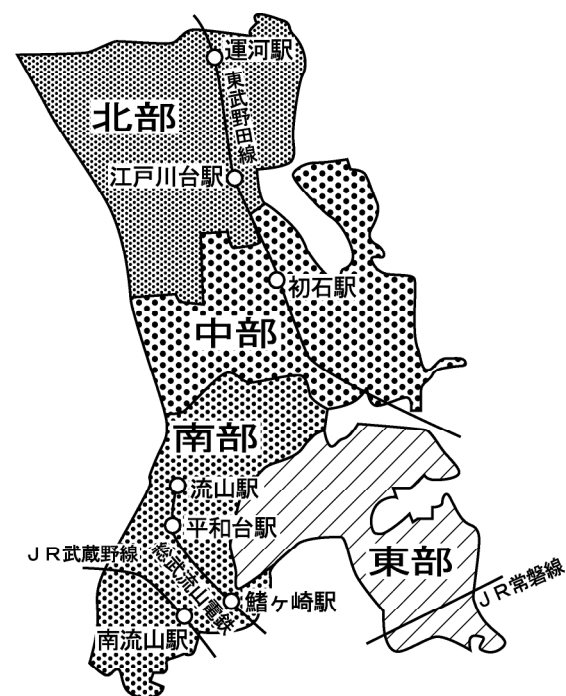 運河駅
東武野田線
北部
江戸川台駅
初石駅
中部
南部
流山駅
平和台駅
JR武蔵野線
総武流山電鉄
東部
JR常磐線
鰭ヶ崎駅
南流山駅